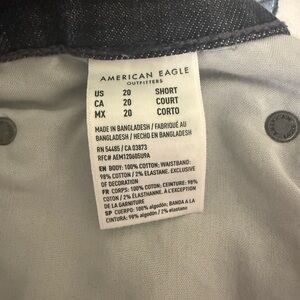 AMERICAN EAGLE
OUTFITTERS
US 20 SHORT
CA 20 COURT
MX 20 CORTO
MADE IN BANGLADESH / FABRIQUÉ AU
BANGLADESH / HECHO EN BANGLADESH
RN 54485 / CA 03873
RFC# AEM120605U9A
EN BODY: 100% COTTON; WAISTBAND:
98% COTTON / 2% ELASTANE. EXCLUSIVE
OF DECORATION
FR CORPS: 100% COTON; CEINTURE: 98%
COTON / 2% ÉLASTHANNE. À L'EXCEPTION
DE LA GARNITURE
SP CUERPO: 100% algodón; BANDA A LA
CINTURA: 98% algodón / 2% elastano